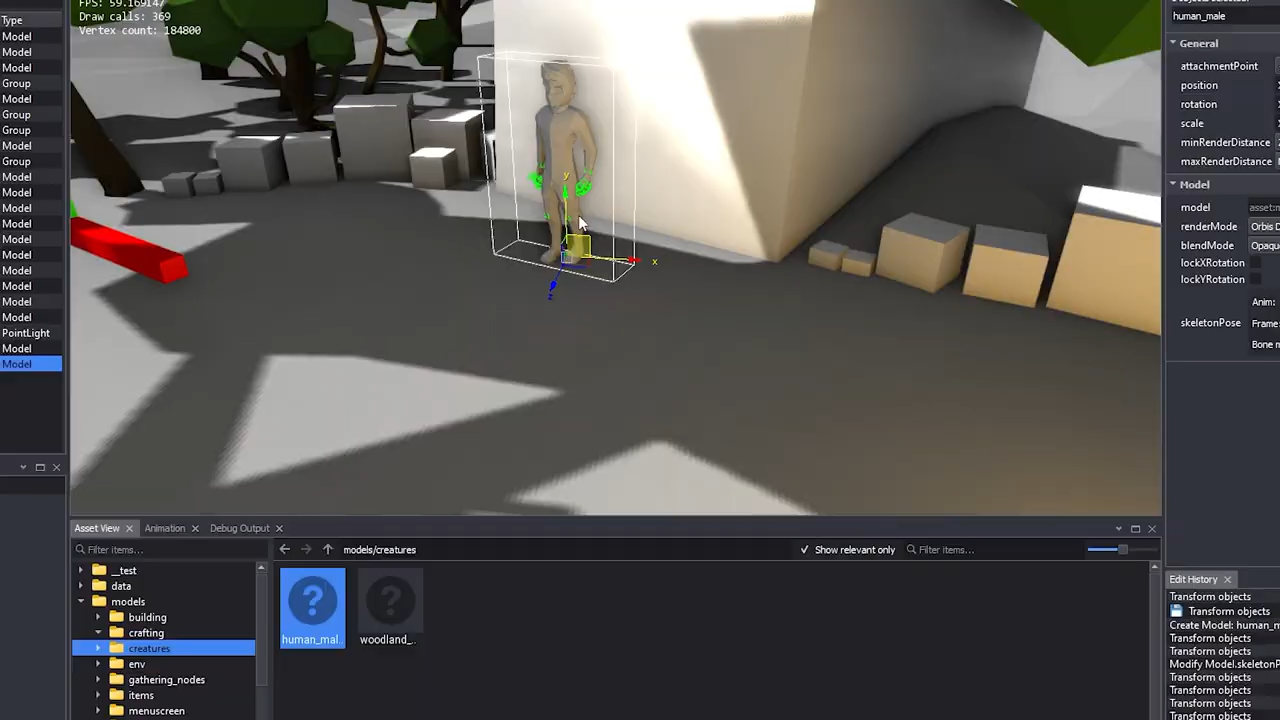 Type
Model
Model
Model
Group
Model
Group
Model
Group
Group
Model
Model
Model
Model
Model
Model
Model
Model
Model
PointLight
Model
Model
FPS: 59.169147
Draw calls: 369
Vertex count: 184800
y
x
z
human_male
General
attachmentPoint
position
rotation
scale
minRenderDistance
maxRenderDistance
Model
model asset:m
renderMode Orbis D
blendMode Opaqu
lockXRotation
lockYRotation
Anim:
skeletonPose Frame
Bone m
Asset View Animation Debug Output
Filter items...
models/creatures
Show relevant only
Filter items...
__test
data
models
building
crafting
creatures
env
gathering_nodes
items
menuscreen
human_mal..
woodland_..
Edit History
Transform objects
Transform objects
Create Model: human_m
Transform objects
Transform objects
Modify Model.skeletonP
Transform objects
Transform objects
Transform objects
Transform objects